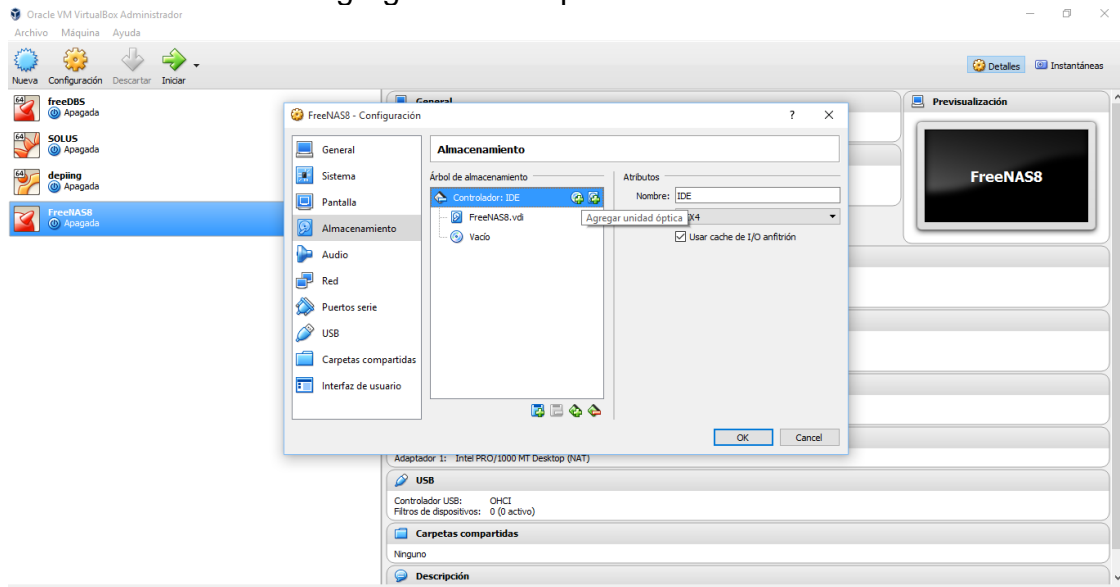 Oracle VM VirtualBox Administrador
Archivo Máquina Ayuda
Nueva Configuración Descartar Iniciar
Detalles Instantáneas
64 freeDBS
Apagada
64 SOLUS
Apagada
64 depiing
Apagada
FreeNAS8
Apagada
General
Previsualización
FreeNAS8
FreeNAS8 - Configuración
General
Sistema
Pantalla
Almacenamiento
Audio
Red
Puertos serie
USB
Carpetas compartidas
Interfaz de usuario
Almacenamiento
Árbol de almacenamiento
Controlador: IDE
FreeNAS8.vdi
Vacío
Atributos
Nombre: IDE
Agregar unidad óptica
X4
Usar cache de I/O anfitrión
OK Cancel
Adaptador 1: Intel PRO/1000 MT Desktop (NAT)
USB
Controlador USB: OHCI
Filtros de dispositivos: 0 (0 activo)
Carpetas compartidas
Ninguno
Descripción